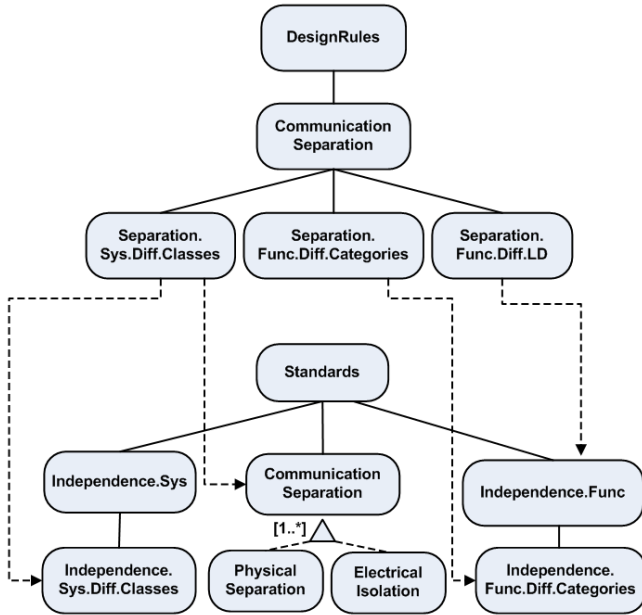 DesignRules
Communication
Separation
Separation.
Sys.Diff.Classes
Separation.
Func.Diff.Categories
Separation.
Func.Diff.LD
Standards
Independence.Sys
Communication
Separation
Independence.Func
[1..*]
Independence.
Sys.Diff.Classes
Physical
Separation
Electrical
Isolation
Independence.
Func.Diff.Categories